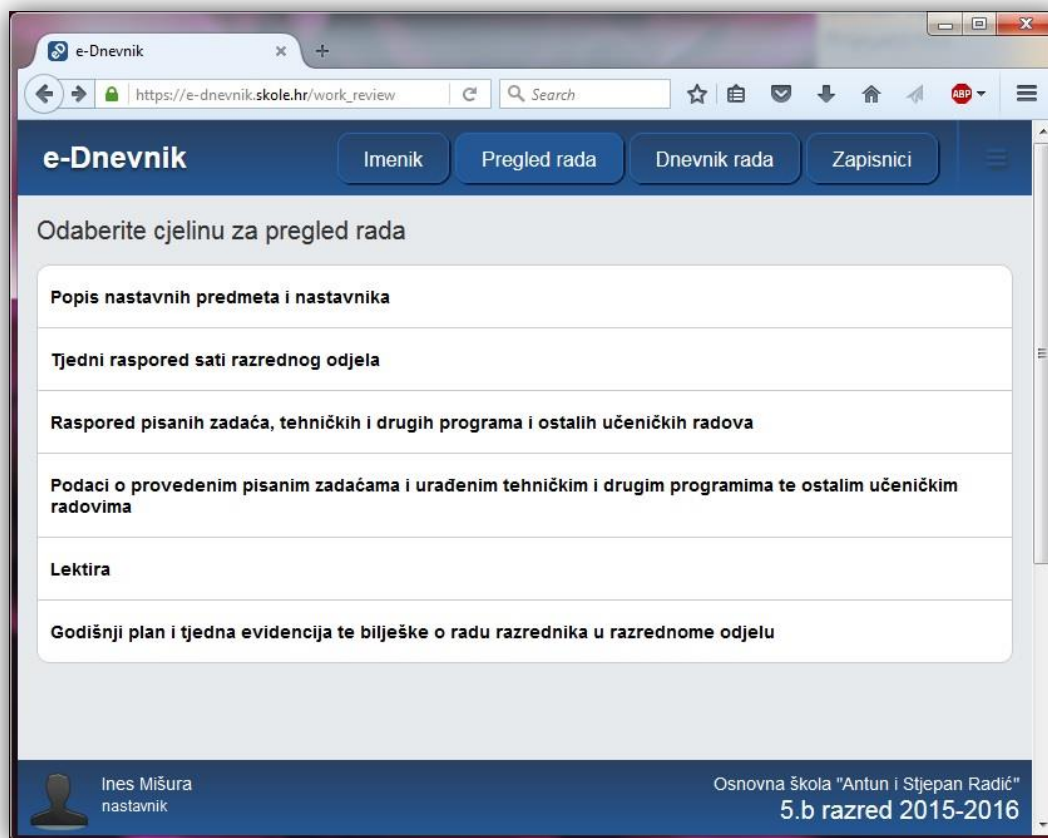 e-Dnevnik
https://e-dnevnik.skole.hr/work_review
Search
ABP
e-Dnevnik
Imenik
Pregled rada
Dnevnik rada
Zapisnici
Odaberite cjelinu za pregled rada
Popis nastavnih predmeta i nastavnika
Tjedni raspored sati razrednog odjela
Raspored pisanih zadaća, tehničkih i drugih programa i ostalih učeničkih radova
Podaci o provedenim pisanim zadaćama i urađenim tehničkim i drugim programima te ostalim učeničkim
radovima
Lektira
Godišnji plan i tjedna evidencija te bilješke o radu razrednika u razrednome odjelu
Ines Mišura
nastavnik
Osnovna škola "Antun i Stjepan Radić"
5.b razred 2015-2016